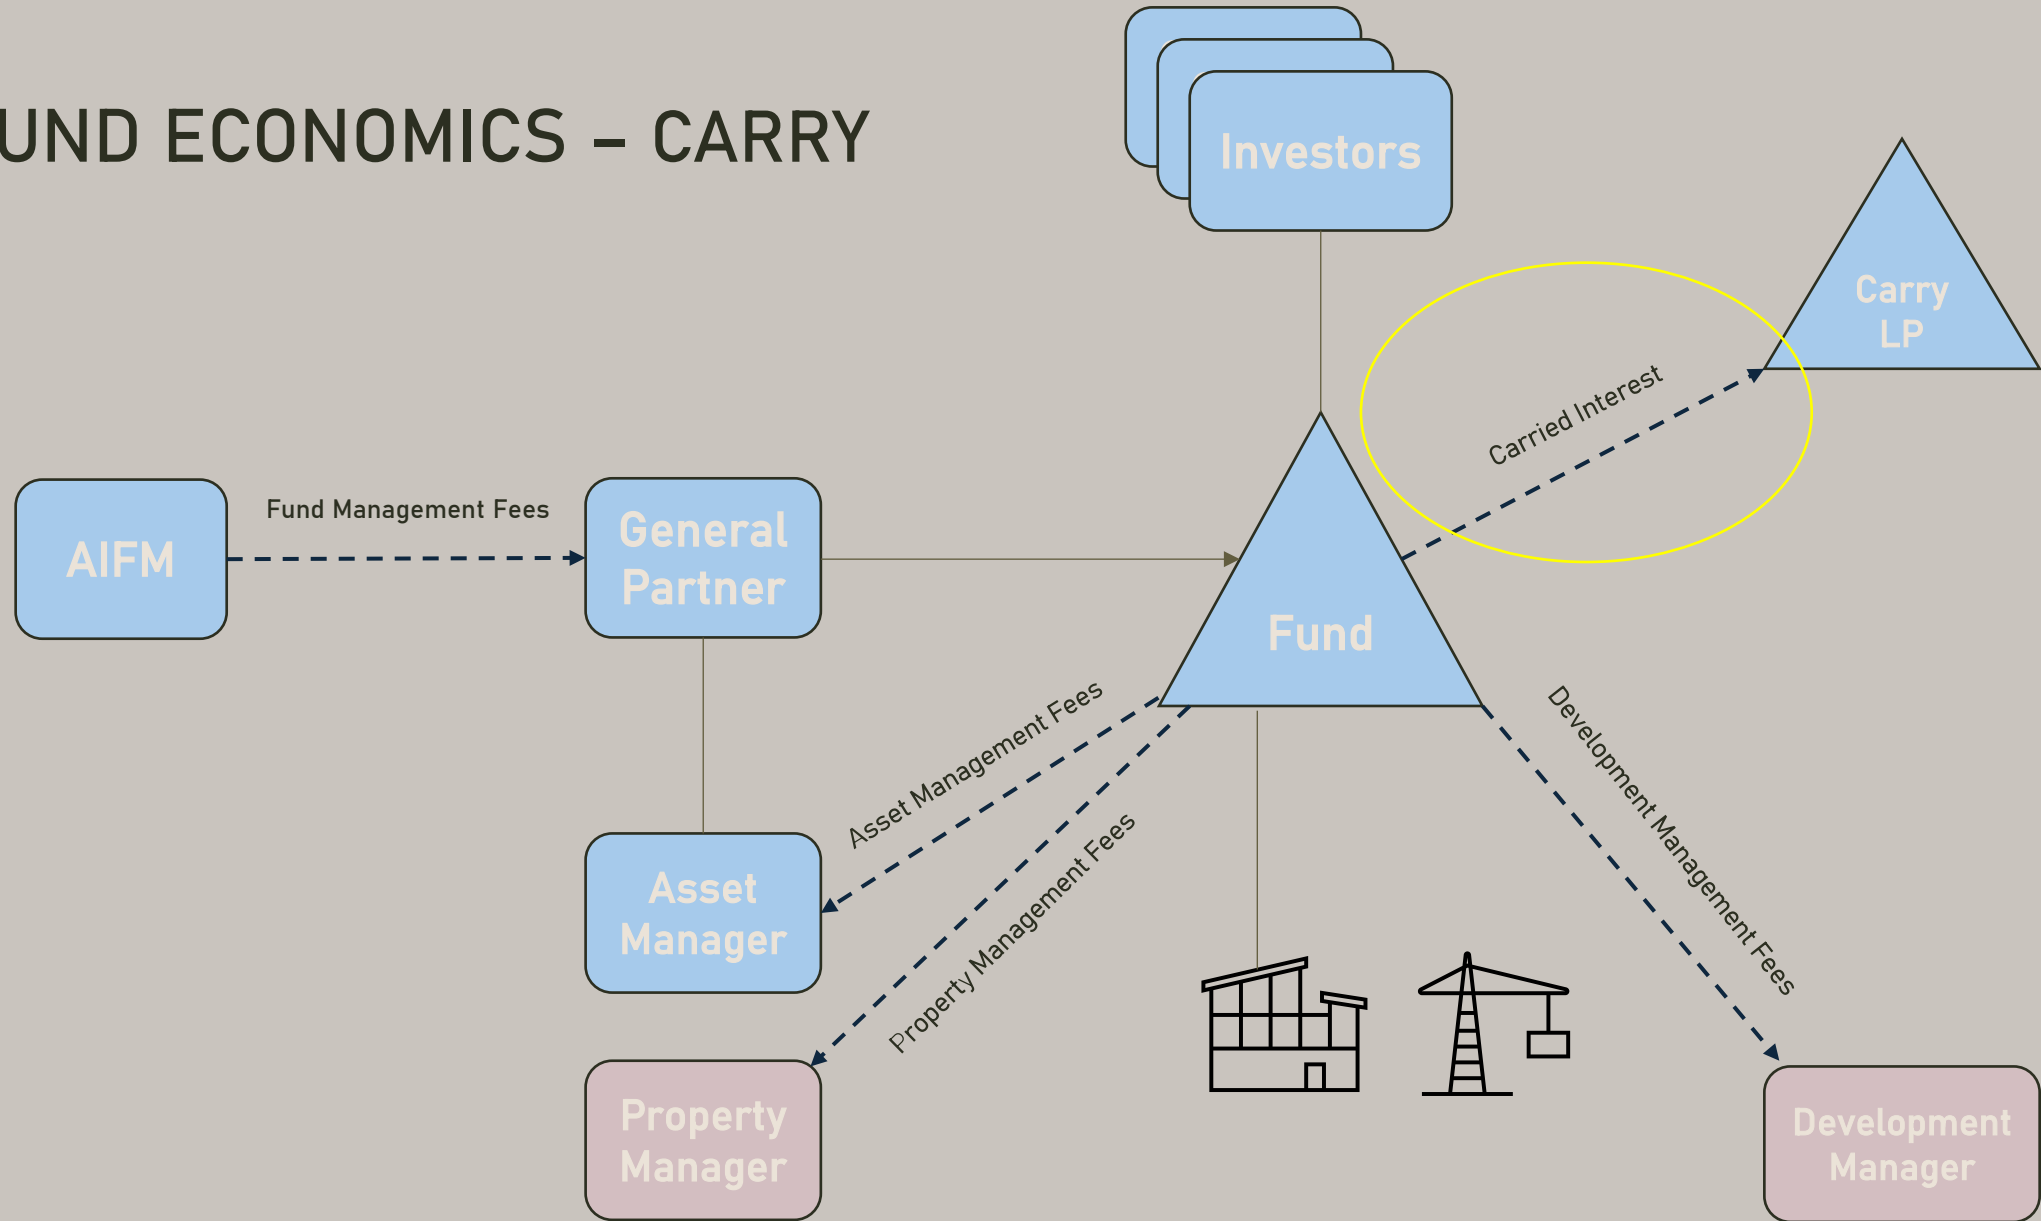 UND ECONOMICS – CARRY
Investors
Carry
LP
Carried Interest
Fund Management Fees
AIFM
General
Partner
Fund
Asset Management Fees
Property Management Fees
Development Management Fees
Asset
Manager
Property
Manager
Development
Manager